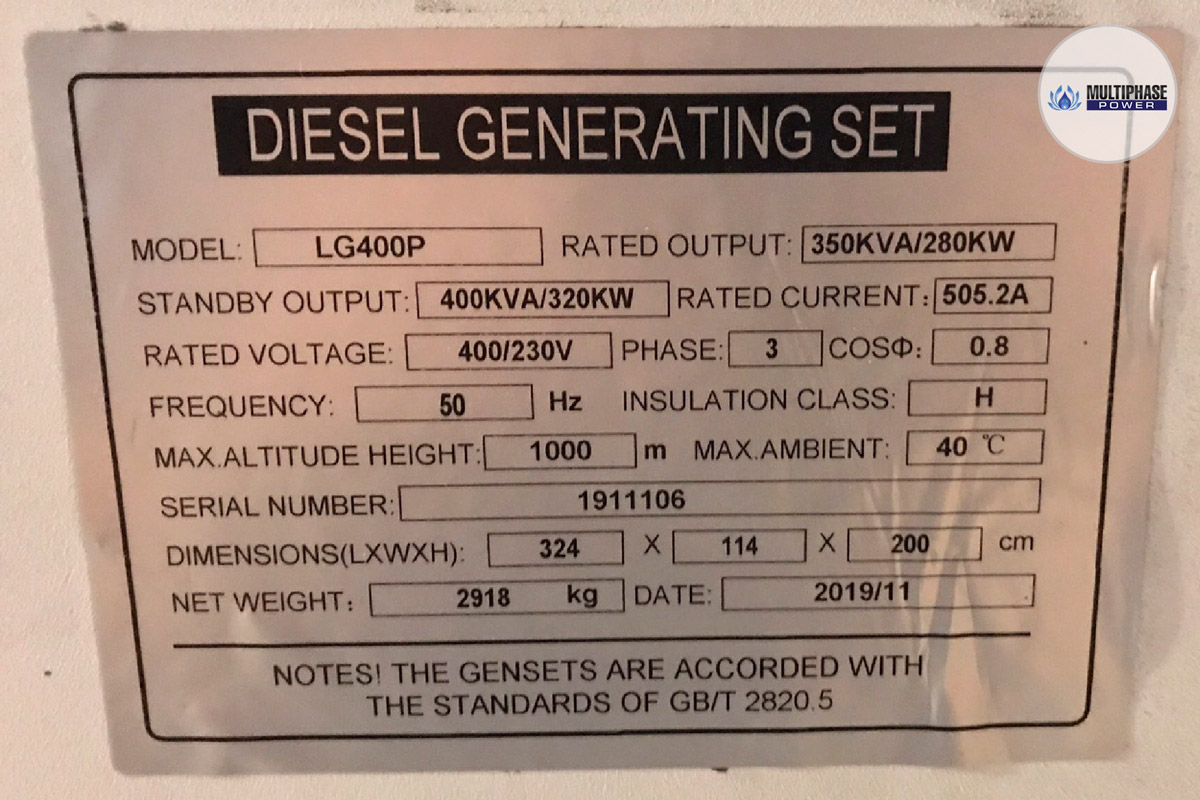 MULTIPHASE
POWER
DIESEL GENERATING SET
MODEL: LG400P RATED OUTPUT: 350KVA/280KW
STANDBY OUTPUT: 400KVA/320KW RATED CURRENT: 505.2A
RATED VOLTAGE: 400/230V PHASE: 3 COSΦ: 0.8
FREQUENCY: 50 Hz INSULATION CLASS: H
MAX.ALTITUDE HEIGHT: 1000 m MAX.AMBIENT: 40 ℃
SERIAL NUMBER: 1911106
DIMENSIONS(LXWXH): 324 X 114 X 200 cm
NET WEIGHT: 2918 kg DATE: 2019/11
NOTES! THE GENSETS ARE ACCORDED WITH
THE STANDARDS OF GB/T 2820.5